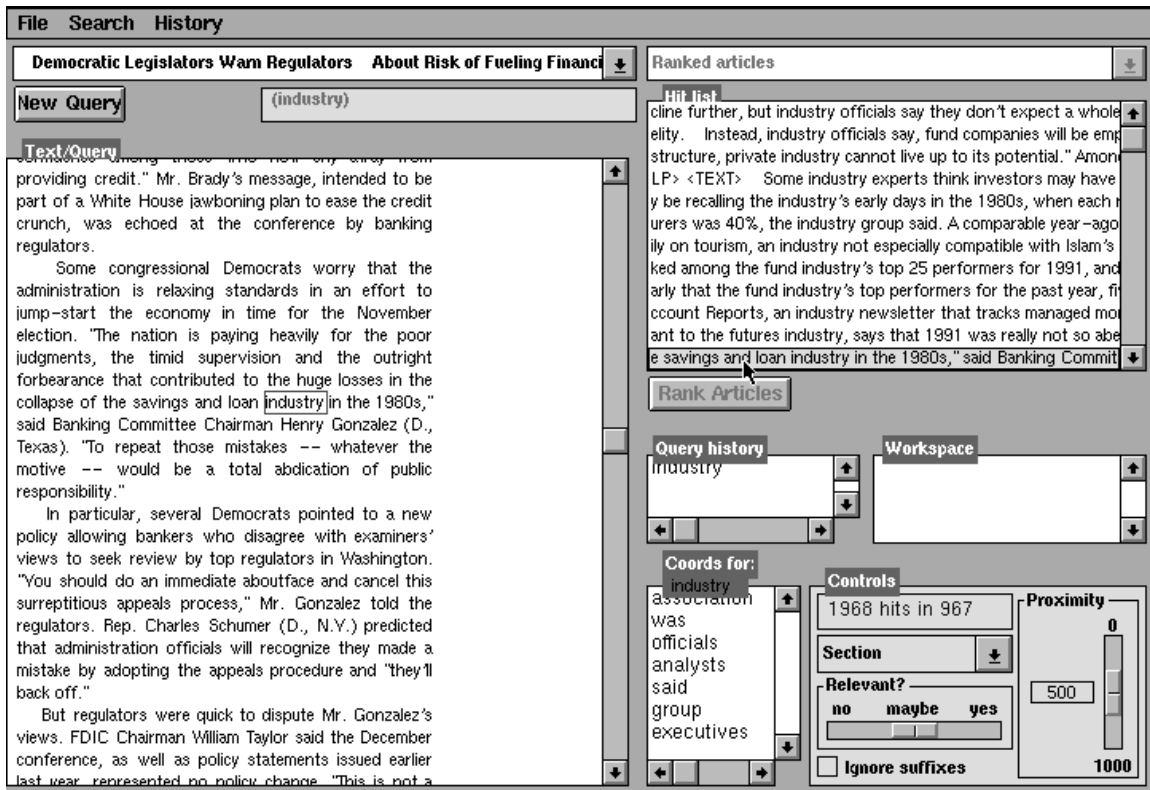 File Search History
Democratic Legislators Warn Regulators About Risk of Fueling Financi
New Query
(industry)
Text/Query
providing credit." Mr. Brady's message, intended to be
part of a White House jawboning plan to ease the credit
crunch, was echoed at the conference by banking
regulators.
Some congressional Democrats worry that the
administration is relaxing standards in an effort to
jump-start the economy in time for the November
election. "The nation is paying heavily for the poor
judgments, the timid supervision and the outright
forbearance that contributed to the huge losses in the
collapse of the savings and loan industry in the 1980s,"
said Banking Committee Chairman Henry Gonzalez (D.,
Texas). "To repeat those mistakes -- whatever the
motive -- would be a total abdication of public
responsibility."
In particular, several Democrats pointed to a new
policy allowing bankers who disagree with examiners'
views to seek review by top regulators in Washington.
"You should do an immediate aboutface and cancel this
surreptitious appeals process," Mr. Gonzalez told the
regulators. Rep. Charles Schumer (D., N.Y.) predicted
that administration officials will recognize they made a
mistake by adopting the appeals procedure and "they'll
back off."
But regulators were quick to dispute Mr. Gonzalez's
views. FDIC Chairman William Taylor said the December
conference, as well as policy statements issued earlier
last year, represented no policy change. "This is not a
Ranked articles
Hit list
cline further, but industry officials say they don't expect a whole
elity. Instead, industry officials say, fund companies will be emp
structure, private industry cannot live up to its potential." Among
LP> <TEXT> Some industry experts think investors may have
y be recalling the industry's early days in the 1980s, when each
urers was 40%, the industry group said. A comparable year-ago
ily on tourism, an industry not especially compatible with Islam's
ked among the fund industry's top 25 performers for 1991, and
arly that the fund industry's top performers for the past year, fi
ccount Reports, an industry newsletter that tracks managed
ant to the futures industry, says that 1991 was really not so abe
e savings and loan industry in the 1980s," said Banking Commit
Rank Articles
Query history
industry
Workspace
Coords for:
industry
association
was
officials
analysts
said
group
executives
Controls
1968 hits in 967
Section
Relevant?
no maybe yes
Ignore suffixes
Proximity
0
500
1000